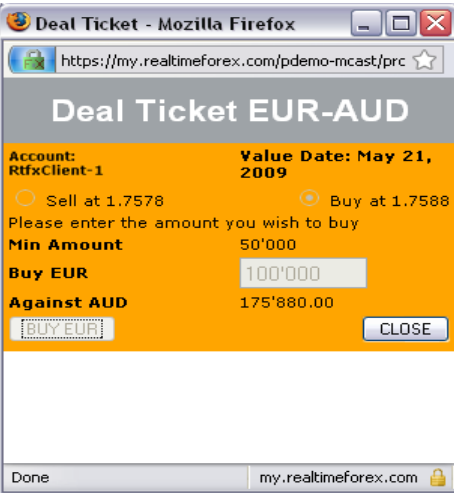 Deal Ticket - Mozilla Firefox
https://my.realtimeforex.com/pdemo-mcast/prc
Deal Ticket EUR-AUD
Account: Value Date: May 21,
RtfxClient-1 2009
Sell at 1.7578 Buy at 1.7588
Please enter the amount you wish to buy
Min Amount 50'000
Buy EUR 100'000
Against AUD 175'880.00
BUY EUR CLOSE
Done my.realtimeforex.com